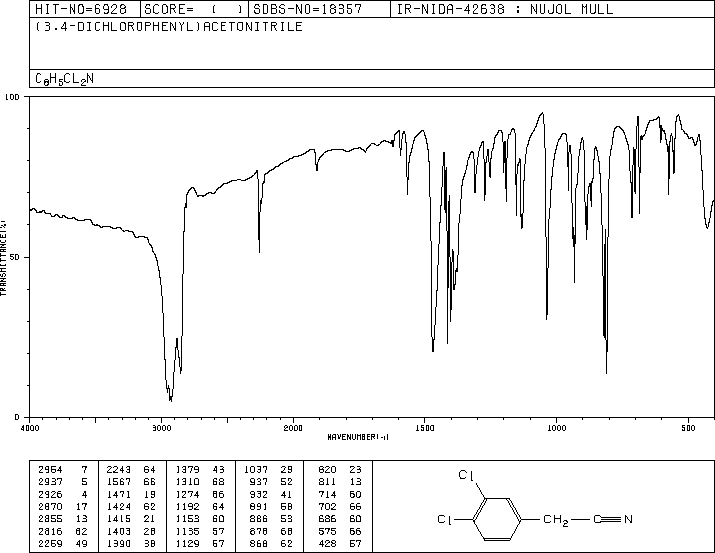 HIT-NO=6928 SCORE= ( ) SDBS-NO=18357 IR-NIDA-42638 : NUJOL MULL
(3.4-DICHLOROPHENYL)ACETONITRILE
C8H5CL2N
100
50
0
TRANSMITTANCE(%)
4000 3000 2000 1500 1000 500
WAVENUMBER(-1)
2954 7 2243 64 1379 43 1037 29 820 23
2937 5 1567 66 1310 68 937 52 811 13
2926 4 1471 19 1274 66 932 41 714 60
2870 17 1424 62 1192 64 891 58 702 66
2855 13 1415 21 1153 60 886 53 686 60
2816 62 1403 28 1135 57 878 68 575 66
2259 49 1390 38 1129 57 868 62 428 57
Cl
Cl CH2 C N